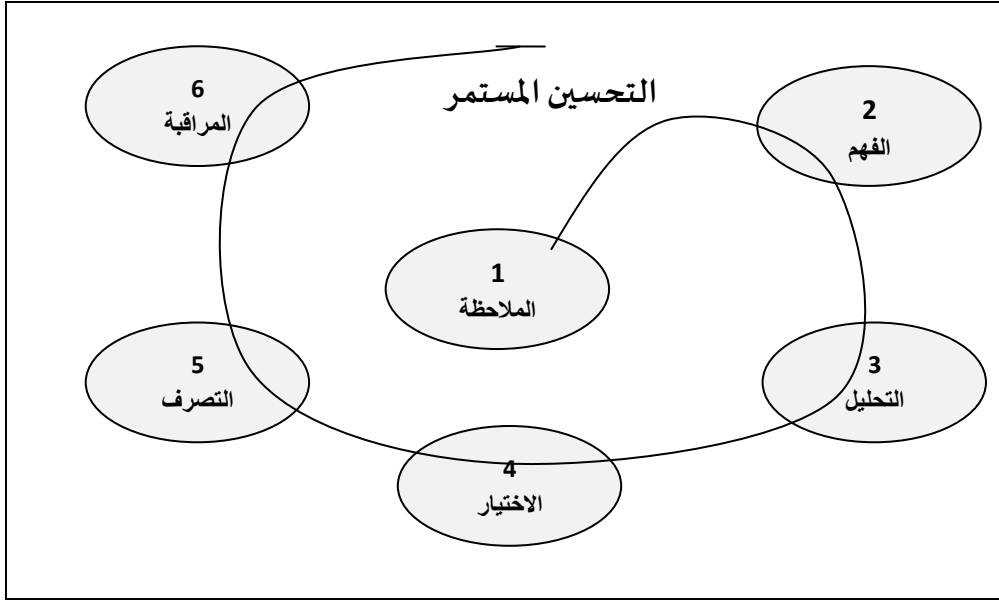 التحسين المستمر
1
الملاحظة
2
الفهم
3
التحليل
4
الاختيار
5
التصرف
6
المراقبة